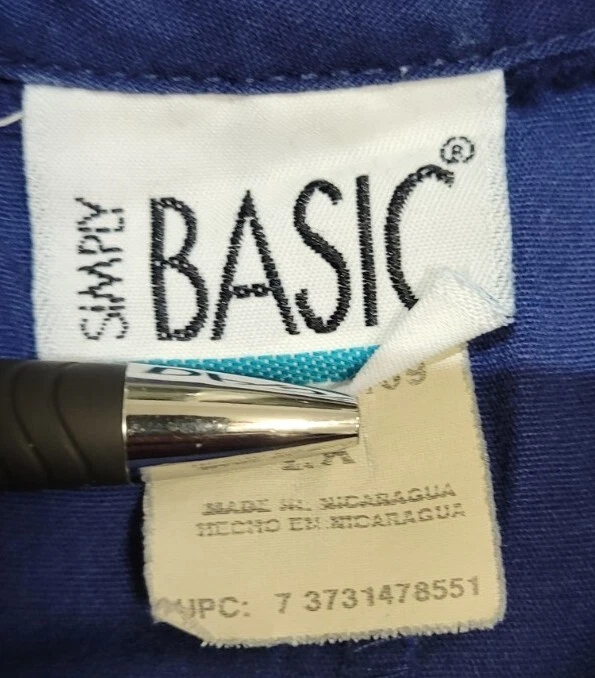 SIMPLY
BASIC®
MADE IN NICARAGUA
HECHO EN NICARAGUA
UPC: 7 3731478551